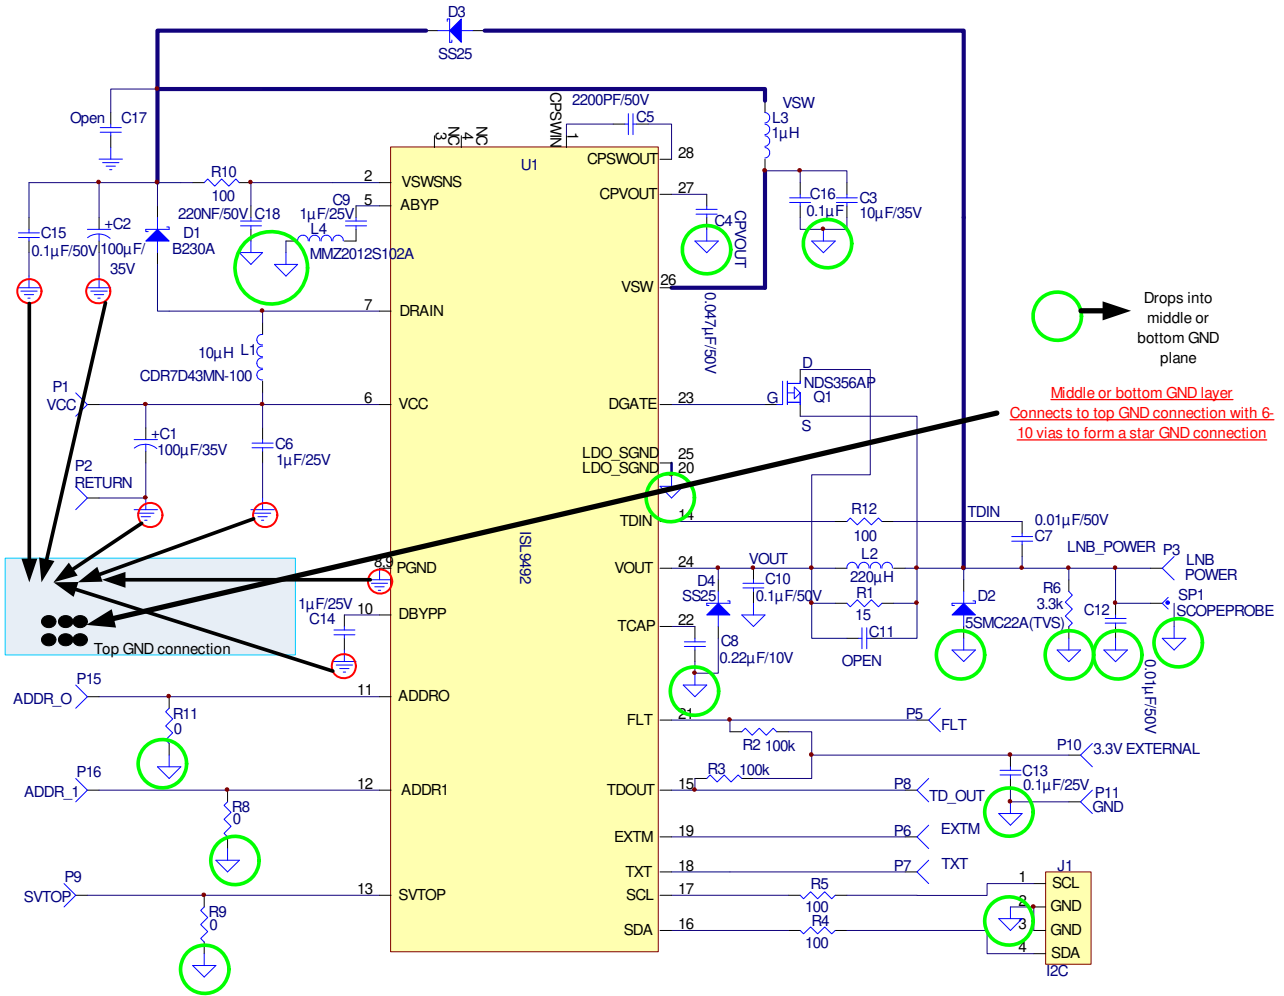 D3
SS25
Open
C17
CPSWIN
2200PF/50V
C5
VSW
L3
1µH
3
NC
4
NC
1
U1
CPSWOUT
28
R10
100
2
VSWSNS
CPVOUT
27
C9
5
ABYP
1µF/25V
C16
0.1µF
C3
10µF/35V
220NF/50V
C18
L4
C4
CPVOUT
C15
0.1µF/50V
+C2
100µF/
35V
D1
B230A
MMZ2012S102A
VSW
26
7
DRAIN
0.047µF/50V
Drops into
middle or
bottom GND
plane
10µH
L1
CDR7D43MN-100
D
NDS356AP
Q1
G
S
P1
VCC
6
VCC
DGATE
23
Middle or bottom GND layer
Connects to top GND connection with 6-
10 vias to form a star GND connection
+C1
100µF/35V
C6
1µF/25V
LDO_SGND
25
LDO_SGND
20
P2
RETURN
TDIN
14
R12
100
TDIN
0.01µF/50V
C7
ISL9492
8,9
PGND
VOUT
24
VOUT
L2
220µH
LNB_POWER
P3
LNB
POWER
D4
SS25
C10
0.1µF/50V
R1
15
D2
5SMC22A(TVS)
R6
3.3k
C12
SP1
SCOPEPROBE
1µF/25V
C14
10
DBYPP
TCAP
22
C8
0.22µF/10V
C11
OPEN
Top GND connection
0.01µF/50V
P15
ADDR_O
11
ADDRO
R11
0
FLT
21
P5
FLT
R2
100k
P10
3.3V EXTERNAL
R3
100k
C13
0.1µF/25V
P16
ADDR_1
12
ADDR1
TDOUT
15
P8
TD_OUT
P11
GND
R8
0
EXTM
19
P6
EXTM
TXT
18
P7
TXT
J1
P9
SVTOP
13
SVTOP
SCL
17
R5
100
1
SCL
2
GND
R9
0
SDA
16
R4
100
3
GND
4
SDA
I2C